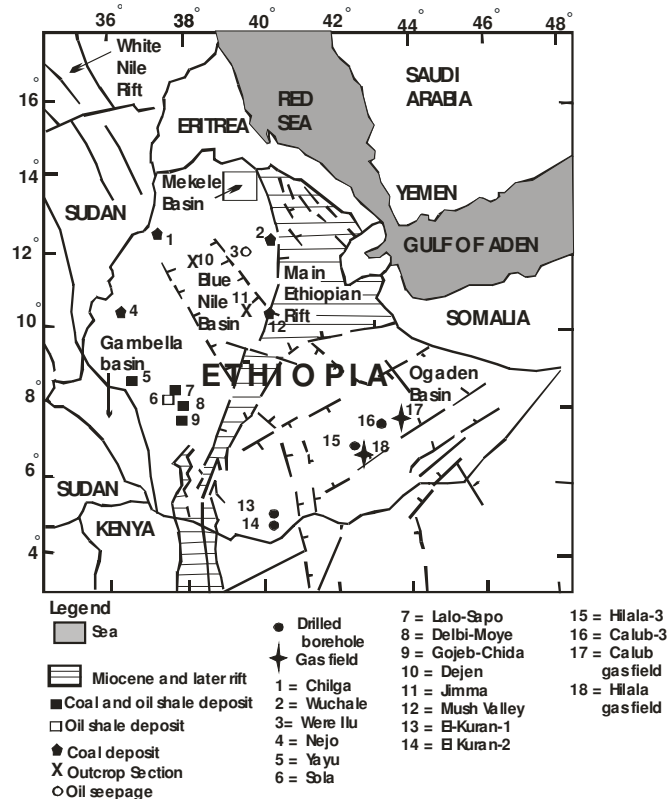 36° 38° 40° 42° 44° 46° 48°
White
Nile
Rift
SAUDI
ARABIA
16°
RED
SEA
ERITREA
14°
Mekele
Basin
YEMEN
SUDAN
1
2
3
GULF OF ADEN
12°
X10
Blue
Nile
Basin
11
X
Main
Ethiopian
Rift
4
12
10°
SOMALIA
Gambella
basin
ETHIOPIA
Ogaden
Basin
5
7
8°
6
8
9
16
17
15
18
6°
SUDAN
13
14
KENYA
4°
Legend
Sea
Miocene and later rift
Coal and oil shale deposit
Oil shale deposit
Coal deposit
X Outcrop Section
Oil seepage
Drilled
borehole
Gas field
1 = Chilga
2 = Wuchale
3= Were Ilu
4 = Nejo
5 = Yayu
6 = Sola
7 = Lalo-Sapo
8 = Delbi-Moye
9 = Gojeb-Chida
10 = Dejen
11 = Jimma
12 = Mush Valley
13 = El-Kuran-1
14 = El Kuran-2
15 = Hilala-3
16 = Calub-3
17 = Calub
gas field
18 = Hilala
gas field